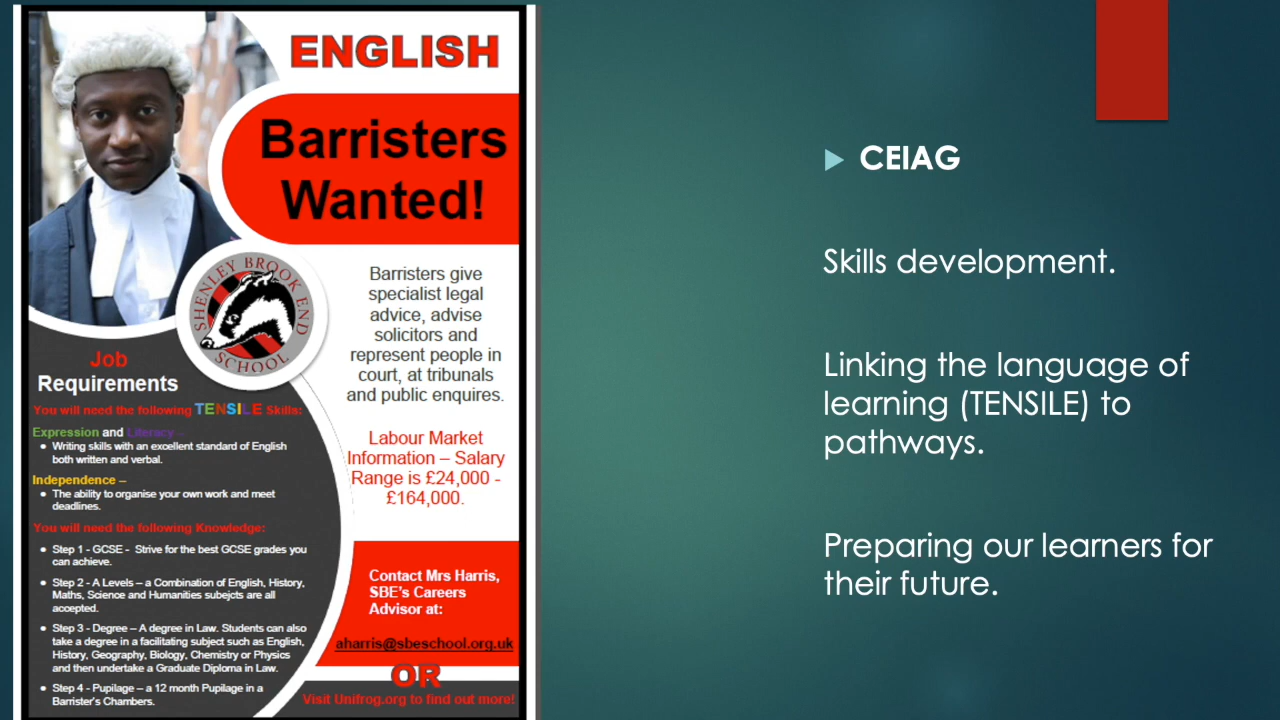 ENGLISH
Barristers
Wanted!
SHENLEY BROOK END
SCHOOL
Barristers give
specialist legal
advice, advise
solicitors and
represent people in
court, at tribunals
and public enquires.
Labour Market
Information – Salary
Range is £24,000 -
£164,000.
Job
Requirements
You will need the following TENSILE Skills:
Expression and Literacy –
• Writing skills with an excellent standard of English
both written and verbal.
Independence –
• The ability to organise your own work and meet
deadlines.
You will need the following Knowledge:
• Step 1 - GCSE - Strive for the best GCSE grades you
can achieve.
• Step 2 - A Levels – a Combination of English, History,
Maths, Science and Humanities subejcts are all
accepted.
• Step 3 - Degree – A degree in Law. Students can also
take a degree in a facilitating subject such as English,
History, Geography, Biology, Chemistry or Physics
and then undertake a Graduate Diploma in Law.
• Step 4 - Pupilage – a 12 month Pupilage in a
Barrister's Chambers.
Contact Mrs Harris,
SBE's Careers
Advisor at:
aharris@sbeschool.org.uk
OR
Visit Unifrog.org to find out more!
CEIAG
Skills development.
Linking the language of
learning (TENSILE) to
pathways.
Preparing our learners for
their future.